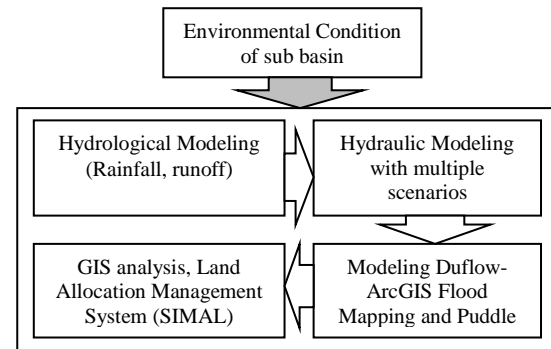 Environmental Condition
of sub basin
Hydrological Modeling
(Rainfall, runoff)
Hydraulic Modeling
with multiple
scenarios
GIS analysis, Land
Allocation Management
System (SIMAL)
Modeling Duflow-
ArcGIS Flood
Mapping and Puddle